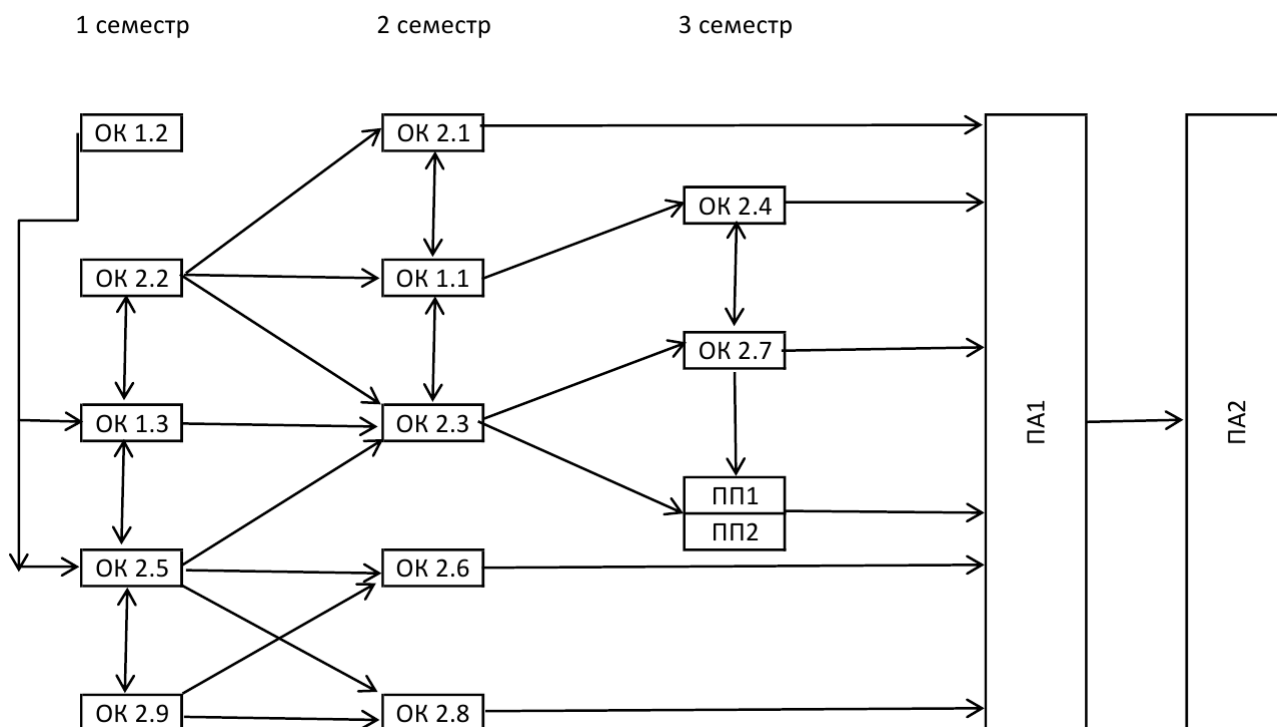 1 семестр 2 семестр 3 семестр
ОК 1.2 ОК 2.1
ОК 2.4
ОК 2.2 ОК 1.1
ОК 2.7
ОК 1.3 ОК 2.3
ПА1 ПА2
ПП1
ПП2
ОК 2.5 ОК 2.6
ОК 2.9 ОК 2.8